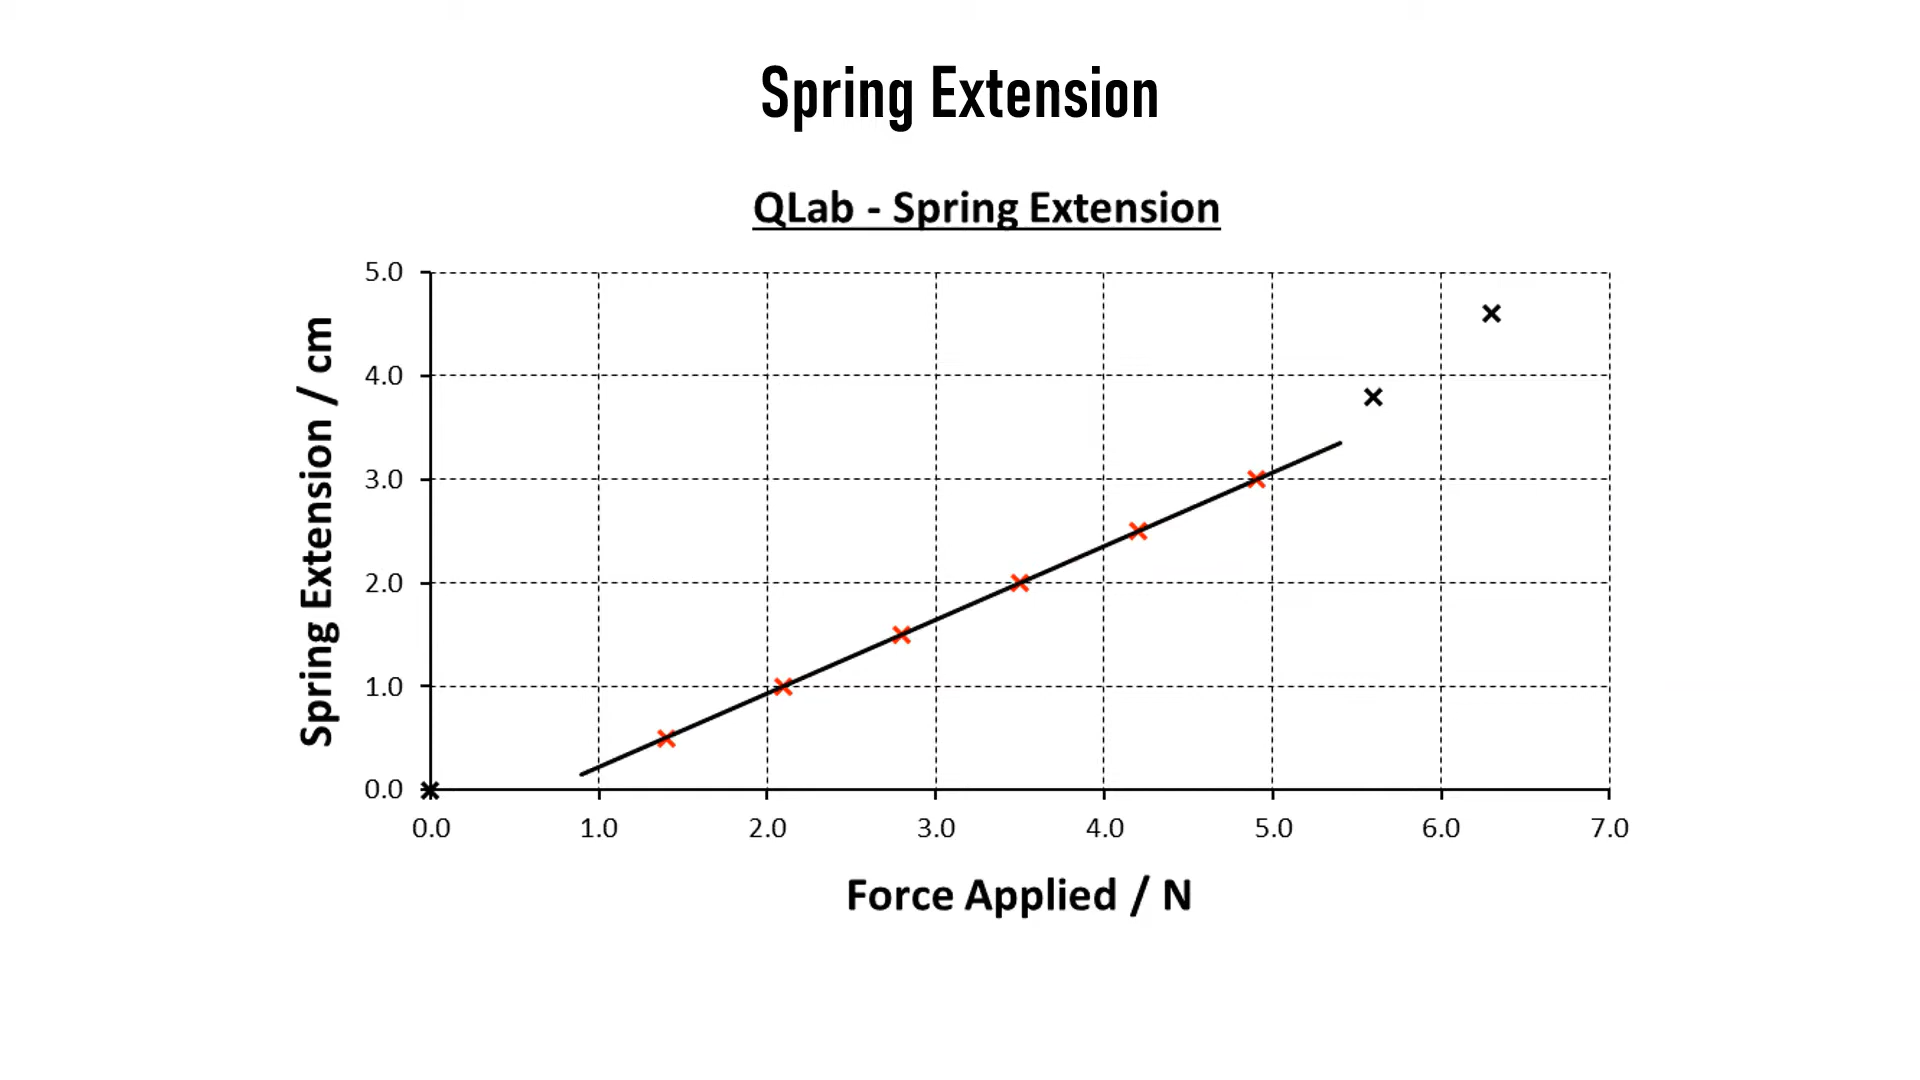 Spring Extension
QLab - Spring Extension
5.0
4.0
3.0
2.0
1.0
0.0
Spring Extension / cm
0.0 1.0 2.0 3.0 4.0 5.0 6.0 7.0
Force Applied / N